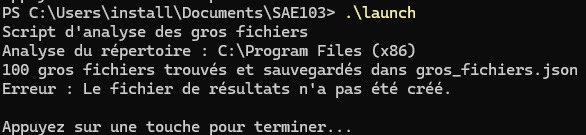 PS C:\Users\install\Documents\SAE103> .\launch
Script d'analyse des gros fichiers
Analyse du répertoire : C:\Program Files (x86)
100 gros fichiers trouvés et sauvegardés dans gros_fichiers.json
Erreur : Le fichier de résultats n'a pas été créé.
Appuyez sur une touche pour terminer...